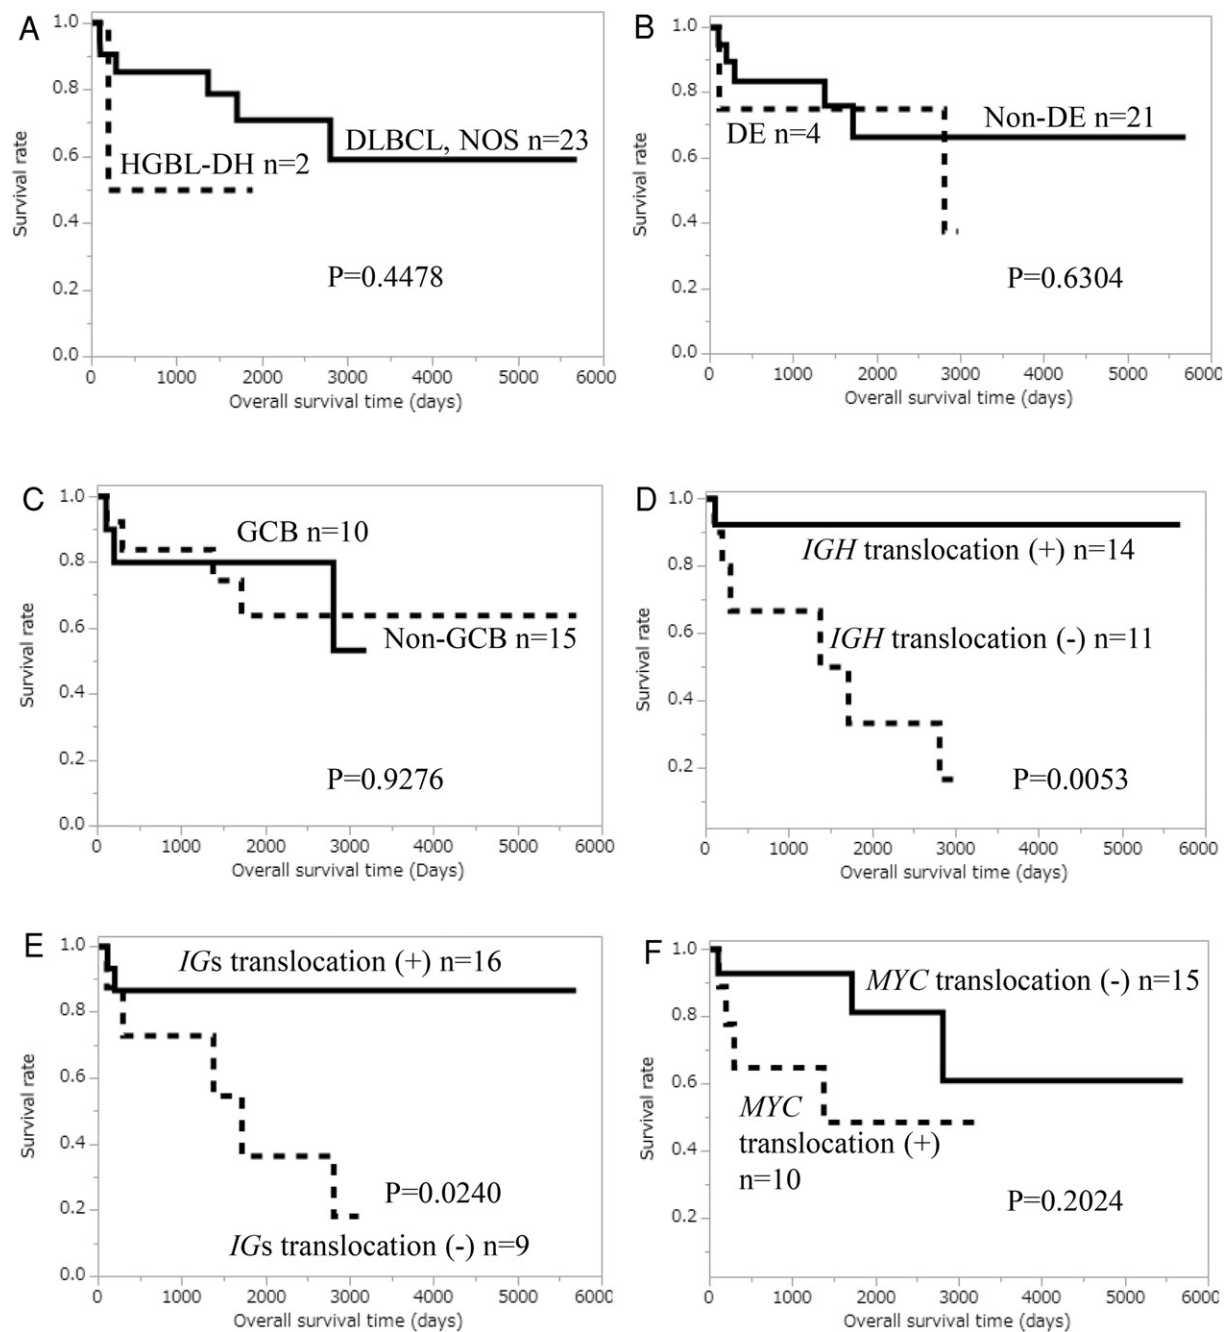 A
1.0
0.8
0.6
0.4
0.2
0.0
Survival rate
DLBCL, NOS n=23
HGBL-DH n=2
P=0.4478
0 1000 2000 3000 4000 5000 6000
Overall survival time (days)
B
1.0
0.8
0.6
0.4
0.2
0.0
Survival rate
Non-DE n=21
DE n=4
P=0.6304
0 1000 2000 3000 4000 5000 6000
Overall survival time (days)
C
1.0
0.8
0.6
0.4
0.2
0.0
Survival rate
GCB n=10
Non-GCB n=15
P=0.9276
0 1000 2000 3000 4000 5000 6000
Overall survival time (Days)
D
1.0
0.8
0.6
0.4
0.2
Survival rate
IGH translocation (+) n=14
IGH translocation (-) n=11
P=0.0053
0 1000 2000 3000 4000 5000 6000
Overall survival time (days)
E
1.0
0.8
0.6
0.4
0.2
0.0
Survival rate
IGs translocation (+) n=16
P=0.0240
IGs translocation (-) n=9
0 1000 2000 3000 4000 5000 6000
Overall survival time (days)
F
1.0
0.8
0.6
0.4
0.2
Survival rate
MYC translocation (-) n=15
MYC
translocation (+)
n=10
P=0.2024
0 1000 2000 3000 4000 5000 6000
Overall survival time (days)